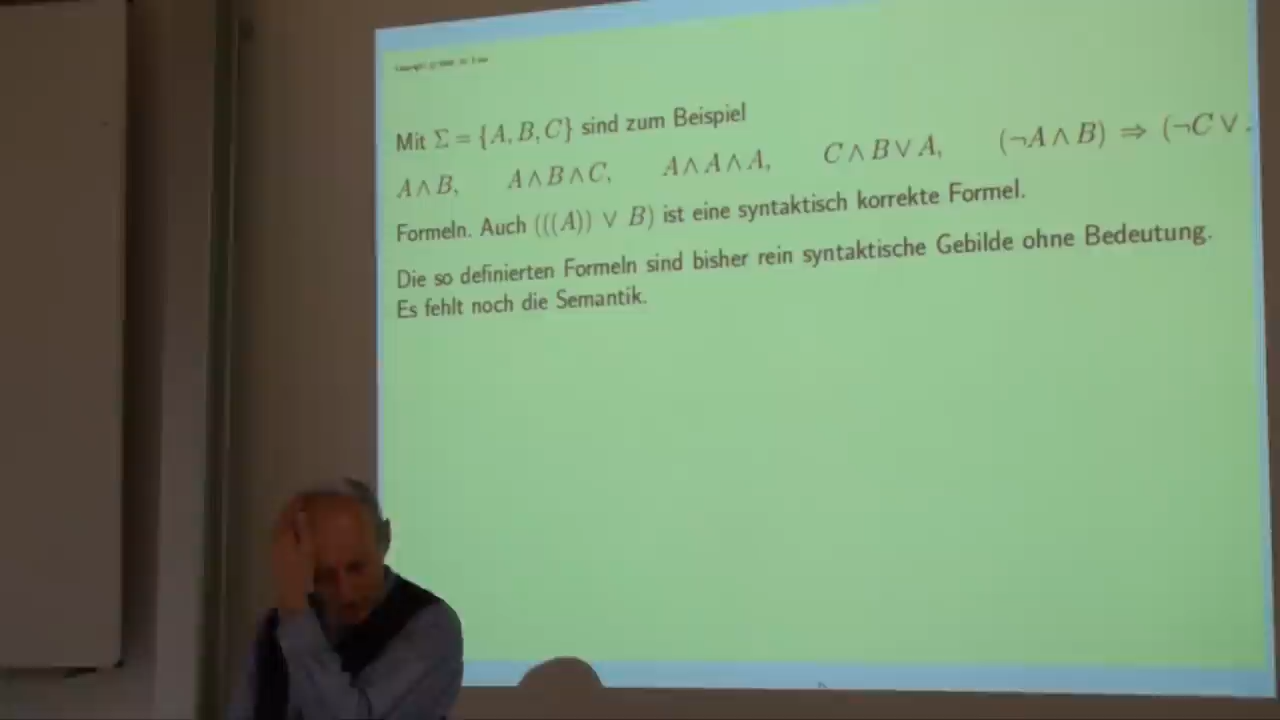 Mit Σ = {A, B, C} sind zum Beispiel
A ∧ B, A ∧ B ∧ C, A ∧ A ∧ A, C ∧ B ∨ A, (¬A ∧ B) ⇒ (¬C ∨
Formeln. Auch (((A)) ∨ B) ist eine syntaktisch korrekte Formel.
Die so definierten Formeln sind bisher rein syntaktische Gebilde ohne Bedeutung.
Es fehlt noch die Semantik.